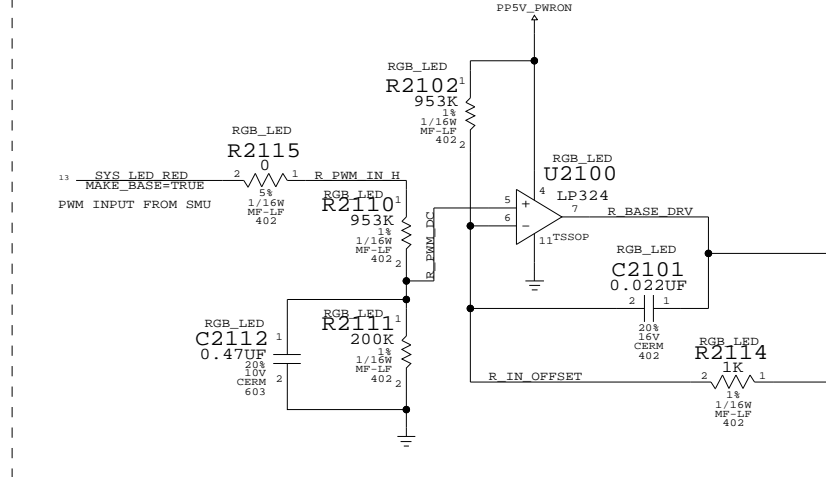 PP5V_PWRON
RGB_LED
R2102
1
953K
1%
1/16W
MF-LF
402
2
RGB_LED
R2115
0
13
SYS_LED_RED
2
1
R_PWM_IN_H
MAKE_BASE=TRUE
PWM INPUT FROM SMU
5%
1/16W
MF-LF
402
RGB_LED
R2110
1
953K
1%
1/16W
MF-LF
402
2
R_PWM_DC
RGB_LED
U2100
4
LP324
5
+
6
-
7
R_BASE_DRV
11
TSSOP
RGB_LED
C2101
0.022UF
2
1
20%
16V
CERM
402
RGB_LED
C2112
1
0.47UF
20%
10V
CERM
603
2
RGB_LED
R2111
1
200K
1%
1/16W
MF-LF
402
2
RGB_LED
R2114
1K
R_IN_OFFSET
2
1
1%
1/16W
MF-LF
402